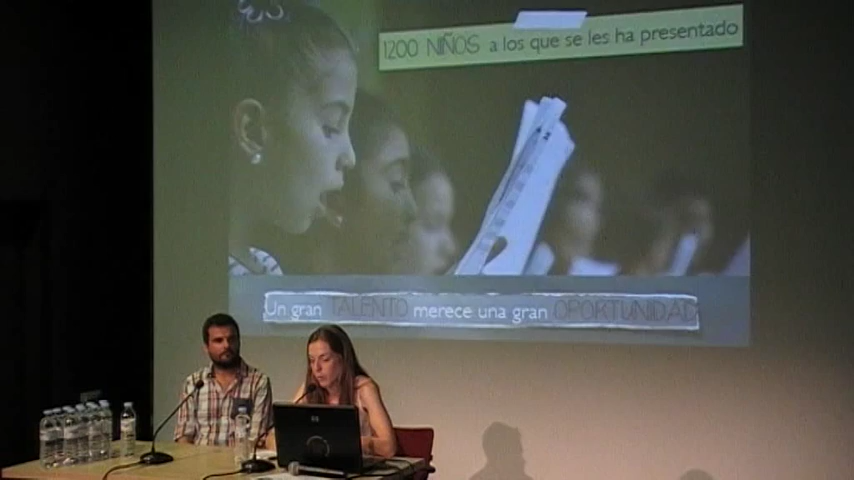 1200 NIÑOS a los que se les ha presentado
Un gran TALENTO merece una gran OPORTUNIDAD